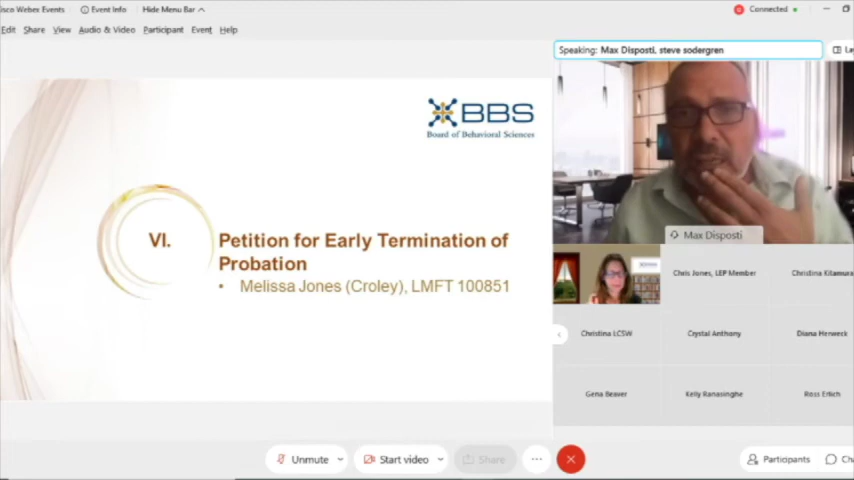 isco Webex Events
Event Info
Hide Menu Bar
Connected
Edit Share View Audio & Video Participant Event Help
Speaking: Max Disposti, steve sodergren
Lay
BBS
Board of Behavioral Sciences
VI.
Petition for Early Termination of
Probation
• Melissa Jones (Croley), LMFT 100851
Max Disposti
Chris Jones, LEP Member
Christina Kitamura
Christina LCSW
Crystal Anthony
Diana Herweck
Gena Beaver
Kelly Ranasinghe
Ross Erlich
Unmute
Start video
Share
Participants
Cha